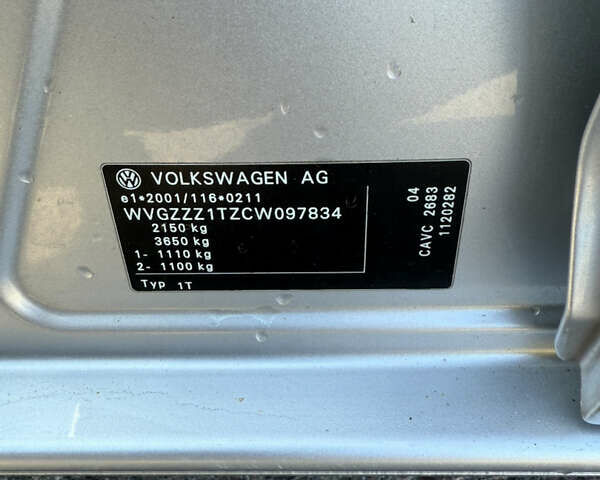 VOLKSWAGEN AG
e1*2001/116*0211
WVGZZZ1TZCW097834
2150 kg
3650 kg
1- 1110 kg
2- 1100 kg
Typ 1T
04
CAVC 2683
1120282